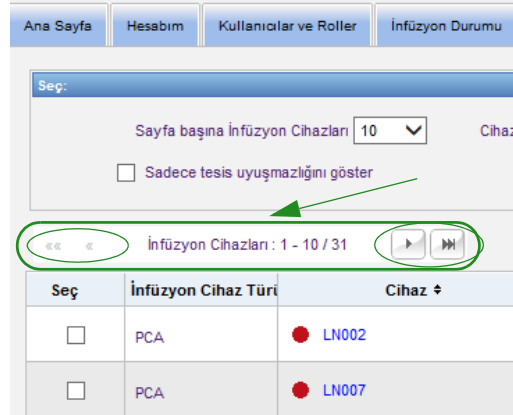 Ana Sayfa Hesabım Kullanıcılar ve Roller İnfüzyon Durumu
Seç:
Sayfa başına İnfüzyon Cihazları 10 Cihaz
Sadece tesis uyuşmazlığını göster
«« « İnfüzyon Cihazları : 1 - 10 / 31
Seç İnfüzyon Cihaz Türü Cihaz
PCA LN002
PCA LN007